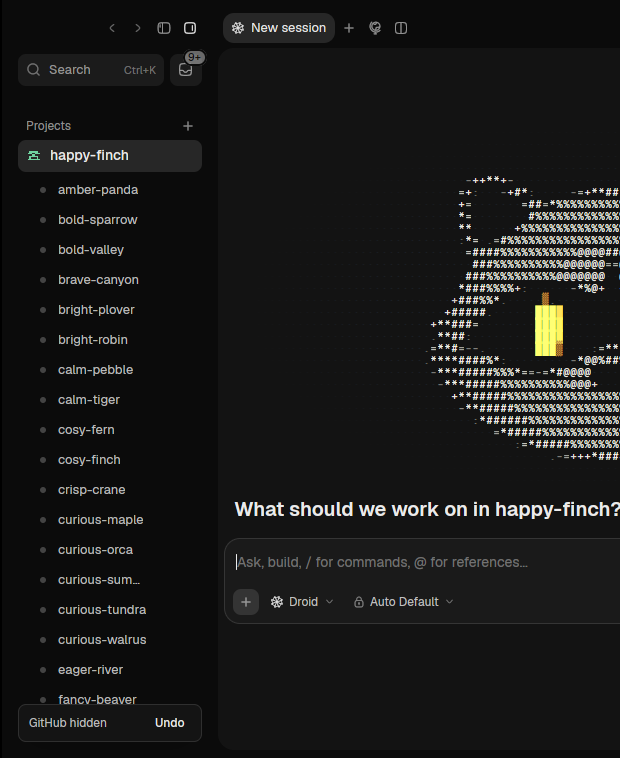 New session
Search Ctrl+K 9+
Projects
happy-finch
amber-panda
bold-sparrow
bold-valley
brave-canyon
bright-plover
bright-robin
calm-pebble
calm-tiger
cosy-fern
cosy-finch
crisp-crane
curious-maple
curious-orca
curious-sum...
curious-tundra
curious-walrus
eager-river
fancy-beaver
GitHub hidden Undo
What should we work on in happy-finch?
Ask, build, / for commands, @ for references...
Droid Auto Default